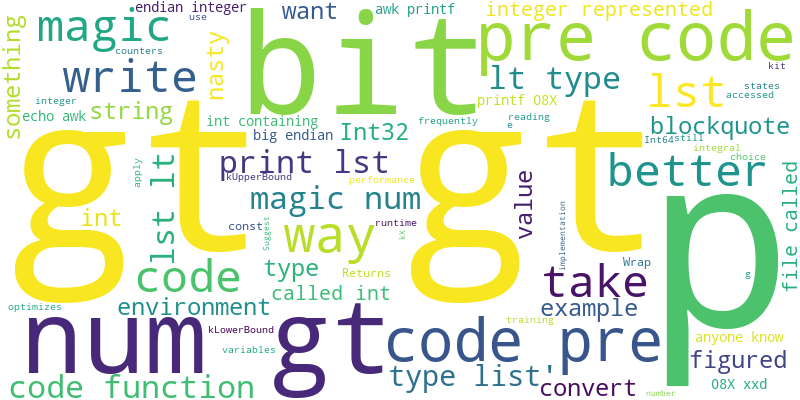 endian integer
use
want
awk printf
integer represented
magic
counters
bit
pre code
something
write
nasty
lt type
lst
kit
states
accessed
integer
echo awk
string
int containing
printf 08X
frequently
reading
e
blockquote
gt gt
big endian
Int32
Int64
still
integral
choice
print lst
kUpperBound
performance
better
p
apply
lst lt
magic num
value
int
const
way
Suggest
runtime
kX
implementation
file called
code
type
Returns
called int
take
Wrap
g
environment
example
optimizes
num
gt
kLowerBound
variables
training
code pre
anyone know
figured
type list'
code function
convert
08X xxd
number